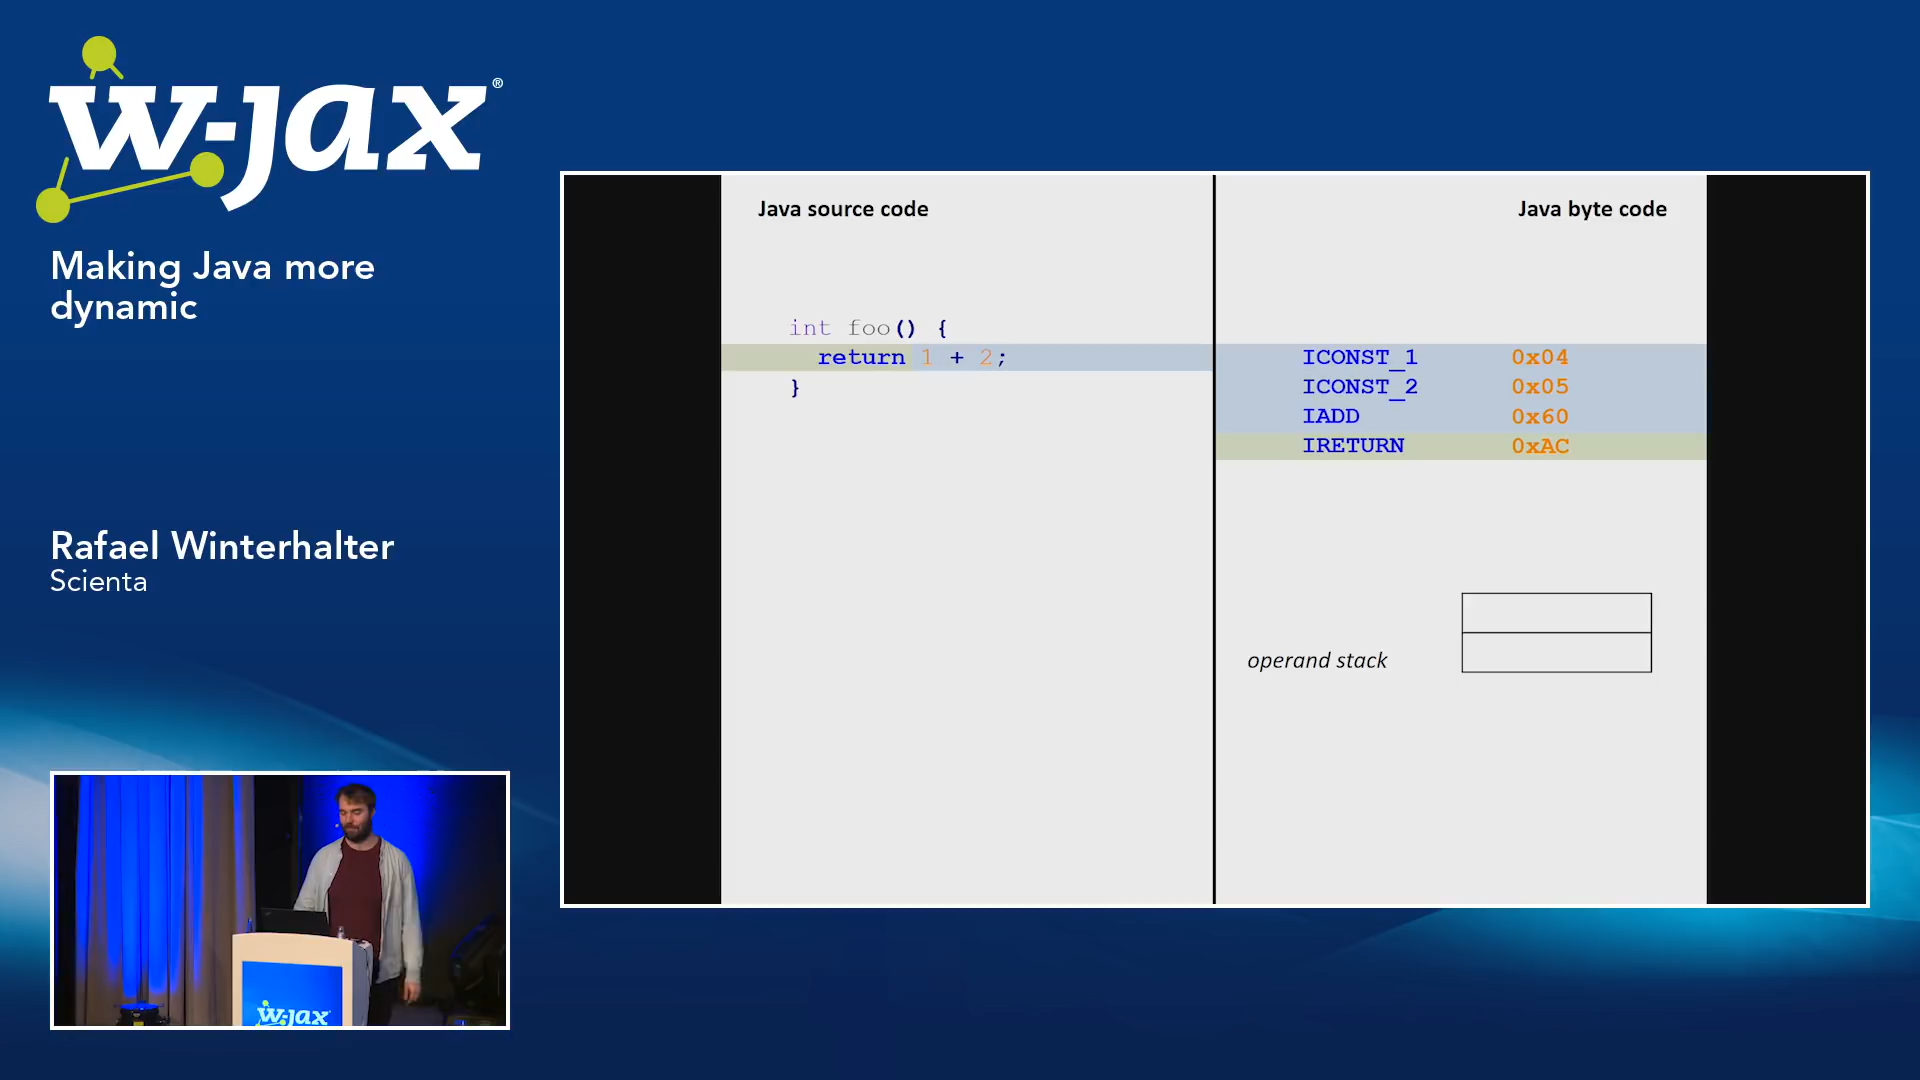 w-jax®
Making Java more
dynamic
Rafael Winterhalter
Scienta
Java source code
int foo() {
return 1 + 2;
}
Java byte code
ICONST_1 0x04
ICONST_2 0x05
IADD 0x60
IRETURN 0xAC
operand stack
w-jax